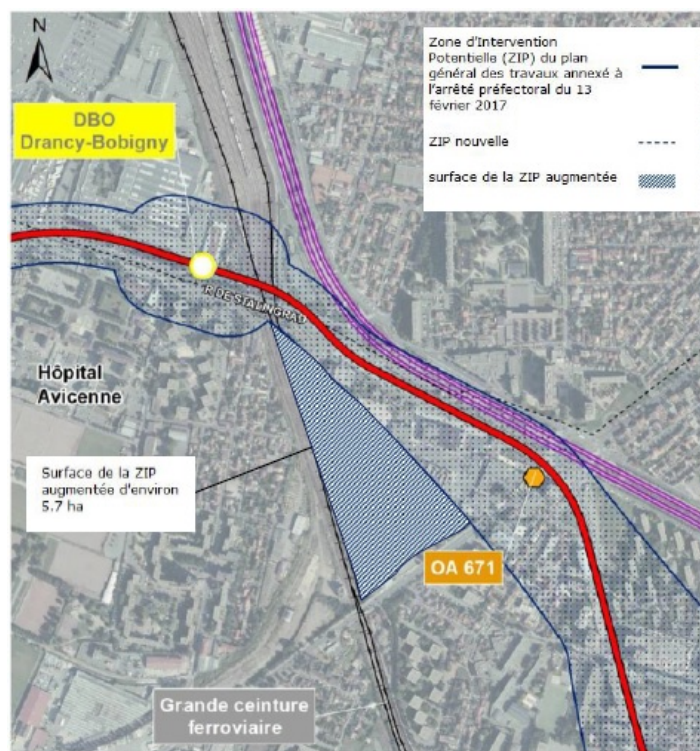 N
Zone d'Intervention
Potentielle (ZIP) du plan
général des travaux annexé à
l'arrêté préfectoral du 13
février 2017
ZIP nouvelle
surface de la ZIP augmentée
DBO
Drancy-Bobigny
R DE STALINGRAD
Hôpital
Avicenne
Surface de la ZIP
augmentée d'environ
5.7 ha
OA 671
Grande ceinture
ferroviaire